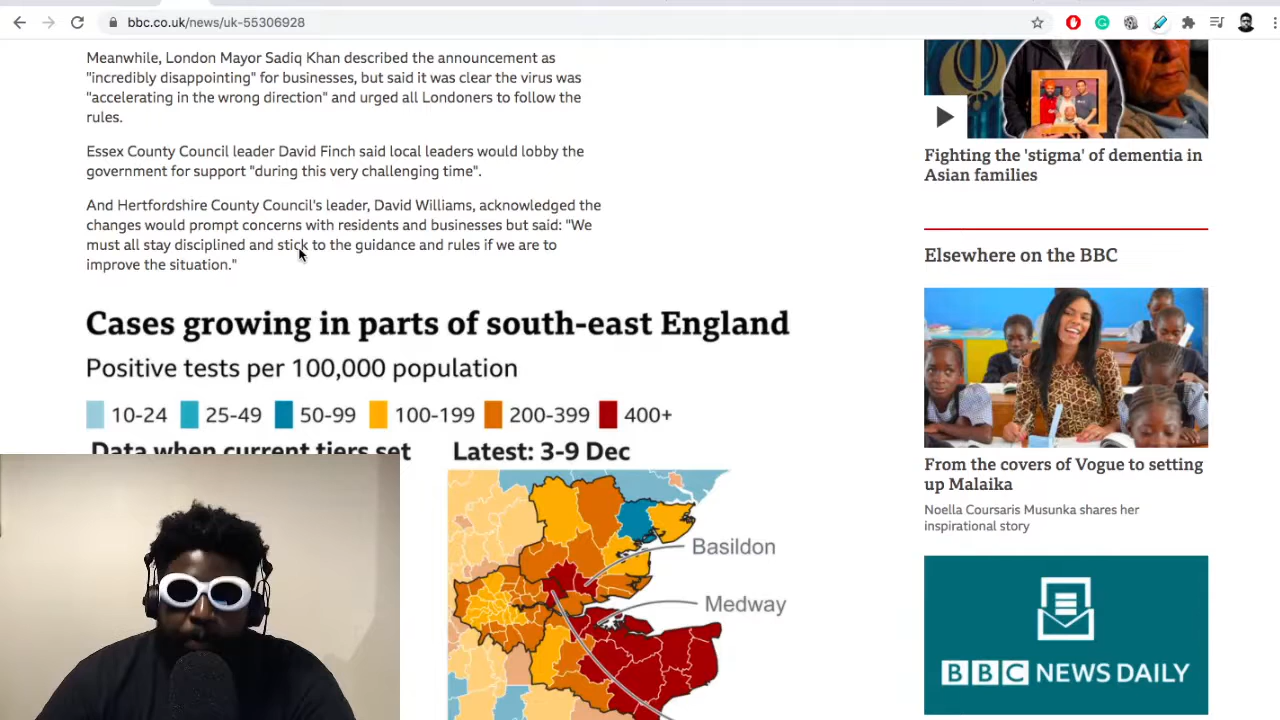 bbc.co.uk/news/uk-55306928
Meanwhile, London Mayor Sadiq Khan described the announcement as
"incredibly disappointing" for businesses, but said it was clear the virus was
"accelerating in the wrong direction" and urged all Londoners to follow the
rules.
Essex County Council leader David Finch said local leaders would lobby the
government for support "during this very challenging time".
And Hertfordshire County Council's leader, David Williams, acknowledged the
changes would prompt concerns with residents and businesses but said: "We
must all stay disciplined and stick to the guidance and rules if we are to
improve the situation."
Cases growing in parts of south-east England
Positive tests per 100,000 population
10-24 25-49 50-99 100-199 200-399 400+
Data when current tiers set
Latest: 3-9 Dec
Basildon
Medway
Fighting the 'stigma' of dementia in
Asian families
Elsewhere on the BBC
From the covers of Vogue to setting
up Malaika
Noella Coursaris Musunka shares her
inspirational story
BBC NEWS DAILY